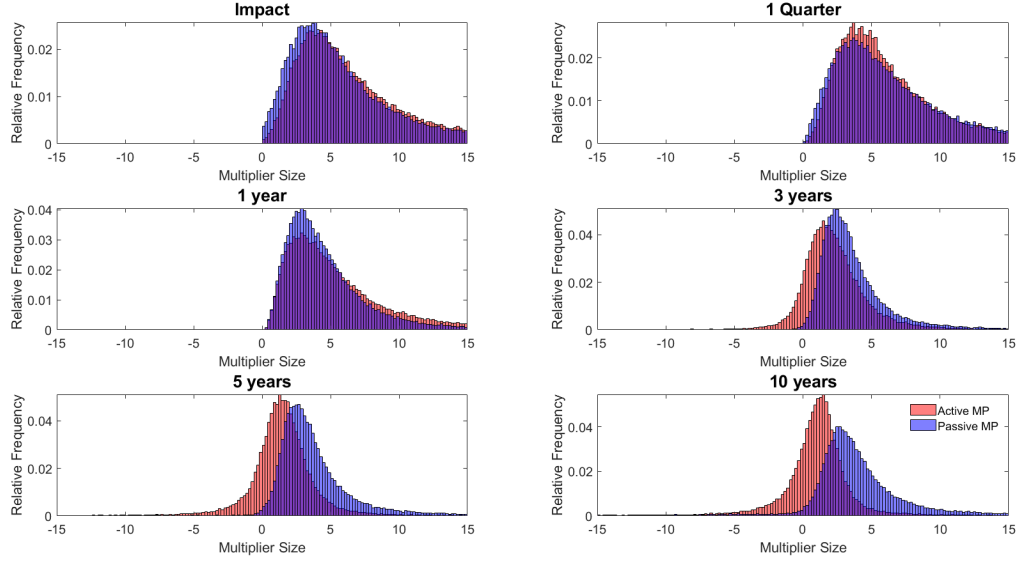 Impact
Relative Frequency
0.02
0.01
0
-15 -10 -5 0 5 10 15
Multiplier Size
1 Quarter
Relative Frequency
0.02
0.01
0
-15 -10 -5 0 5 10 15
Multiplier Size
1 year
Relative Frequency
0.04
0.03
0.02
0.01
0
-15 -10 -5 0 5 10 15
Multiplier Size
3 years
Relative Frequency
0.04
0.02
0
-15 -10 -5 0 5 10 15
Multiplier Size
5 years
Relative Frequency
0.04
0.02
0
-15 -10 -5 0 5 10 15
Multiplier Size
10 years
Relative Frequency
0.04
0.02
0
-15 -10 -5 0 5 10 15
Multiplier Size
Active MP
Passive MP